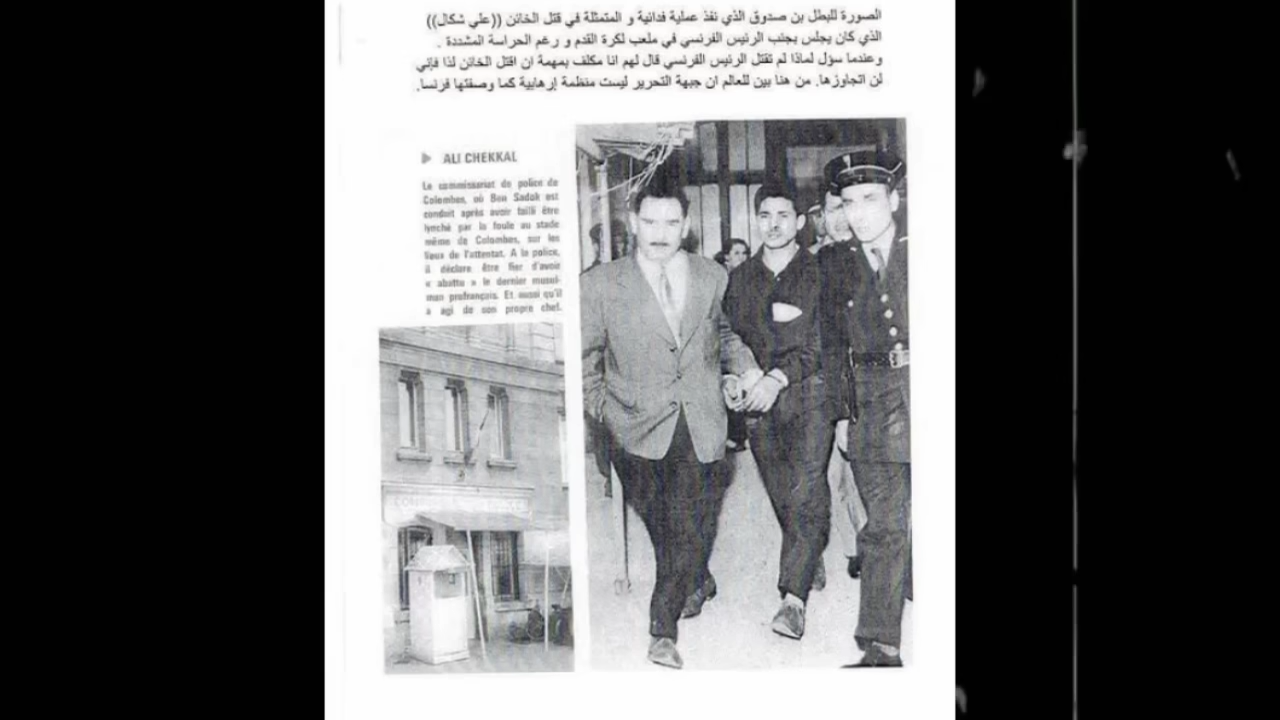 الصورة للبطل بن صدوق الذي نفذ عملية فدائية و المتمثلة في قتل الخائن ((علي شكال))
الذي كان يجلس بجنب الرئيس الفرنسي في ملعب لكرة القدم و رغم الحراسة المشددة .
وعندما سؤل لماذا لم تقتل الرئيس الفرنسي قال لهم انا مكلف بمهمة ان اقتل الخائن لذا فإني
لن اتجاوزها. من هنا بين للعالم ان جبهة التحرير ليست منظمة إرهابية كما وصفتها فرنسا.
ALI CHEKKAL
Le commissariat de police de
Colombes, où Ben Sadok est
conduit après avoir failli être
lynché par la foule au stade
même de Colombes, sur les
lieux de l'attentat. A la police,
il déclare être fier d'avoir
« abattu » le dernier musul-
man profrançais. Et aussi qu'il
a agi de son propre chef.